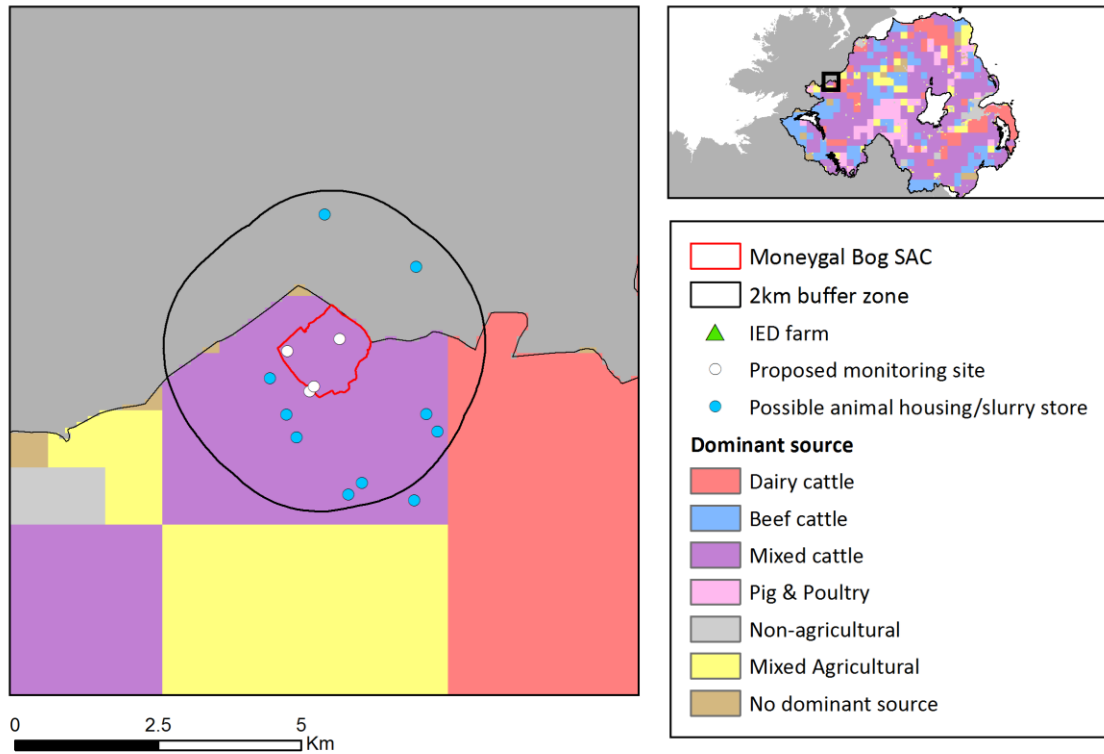 Moneygal Bog SAC
2km buffer zone
IED farm
Proposed monitoring site
Possible animal housing/slurry store
Dominant source
Dairy cattle
Beef cattle
Mixed cattle
Pig & Poultry
Non-agricultural
Mixed Agricultural
No dominant source
0 2.5 5
Km